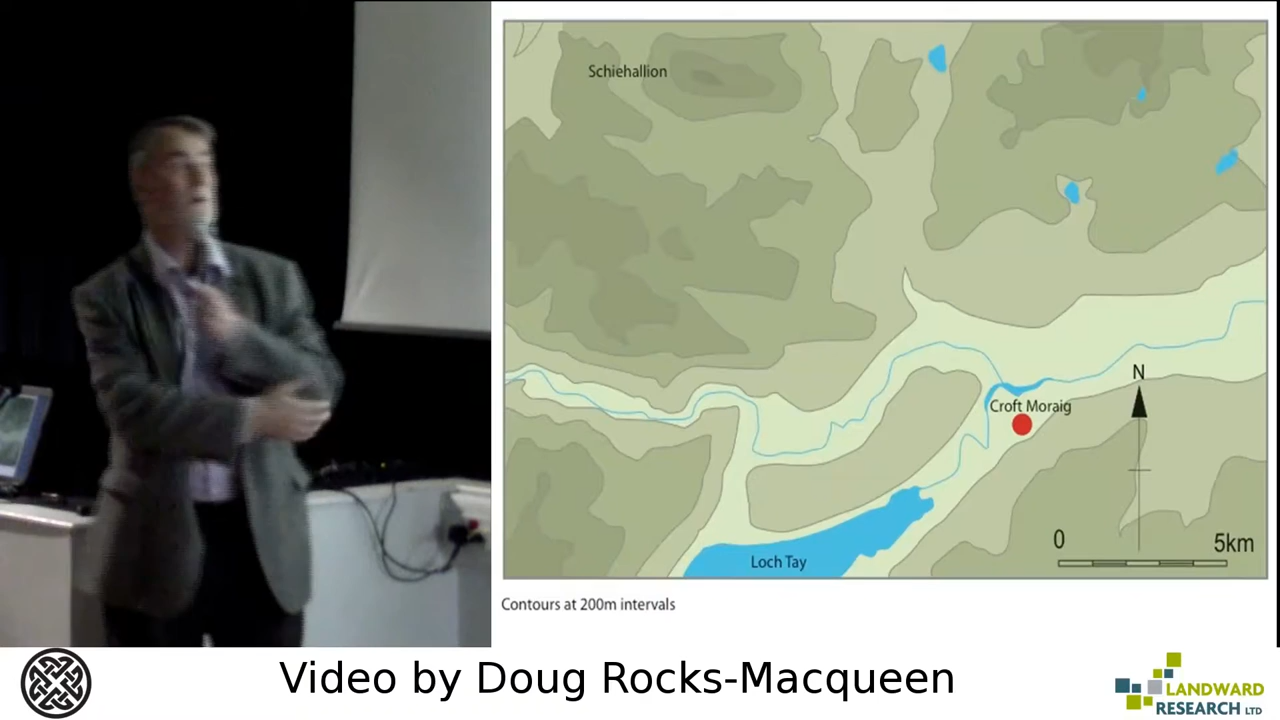 Schiehallion
N
Croft Moraig
0
5km
Loch Tay
Contours at 200m intervals
Video by Doug Rocks-Macqueen
LANDWARD
RESEARCH LTD